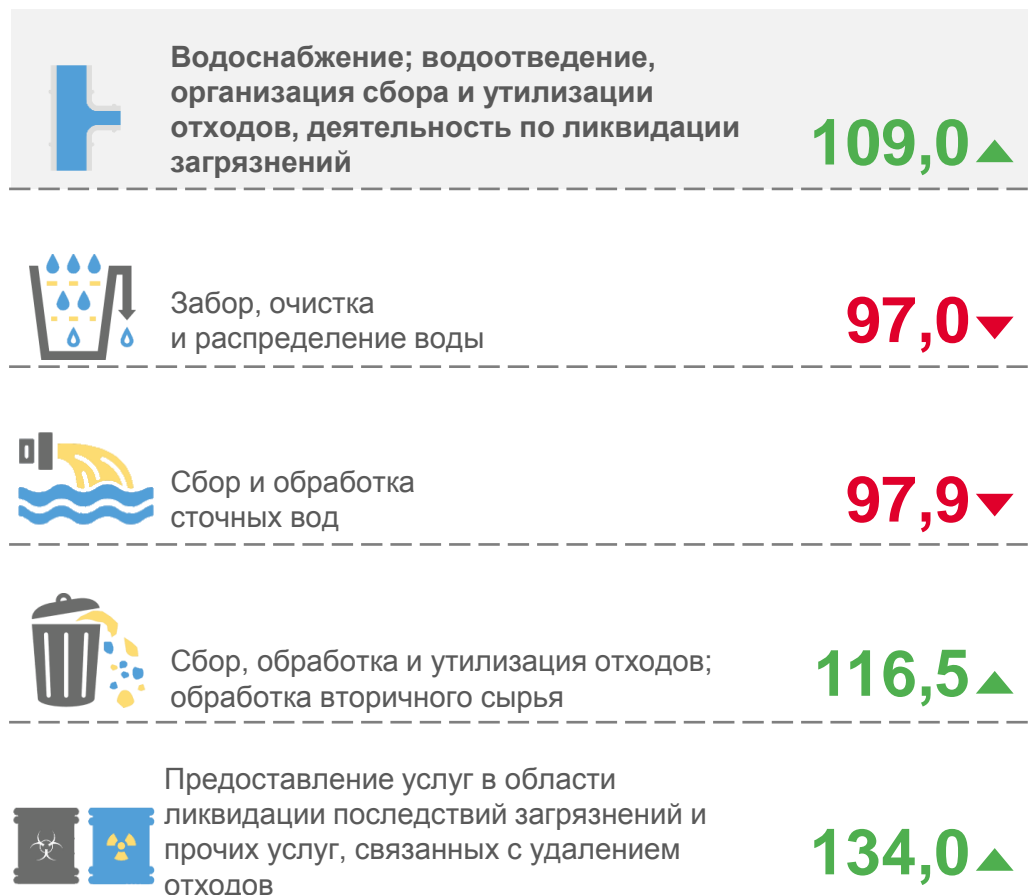 Водоснабжение; водоотведение,
организация сбора и утилизации
отходов, деятельность по ликвидации
загрязнений
109,0
Забор, очистка
и распределение воды
97,0
Сбор и обработка
сточных вод
97,9
Сбор, обработка и утилизация отходов;
обработка вторичного сырья
116,5
Предоставление услуг в области
ликвидации последствий загрязнений и
прочих услуг, связанных с удалением
отходов
134,0